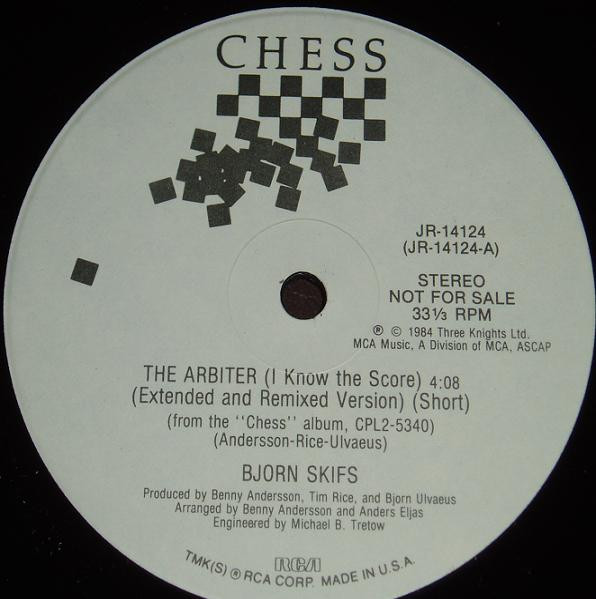 CHESS
JR-14124
(JR-14124-A)
STEREO
NOT FOR SALE
33⅓ RPM
℗ © 1984 Three Knights Ltd.
MCA Music, A Division of MCA, ASCAP
THE ARBITER (I Know the Score) 4:08
(Extended and Remixed Version) (Short)
(from the "Chess" album, CPL2-5340)
(Andersson-Rice-Ulvaeus)
BJORN SKIFS
Produced by Benny Andersson, Tim Rice, and Bjorn Ulvaeus
Arranged by Benny Andersson and Anders Eljas
Engineered by Michael B. Tretow
RCA
TMK(S) ® RCA CORP. MADE IN U.S.A.